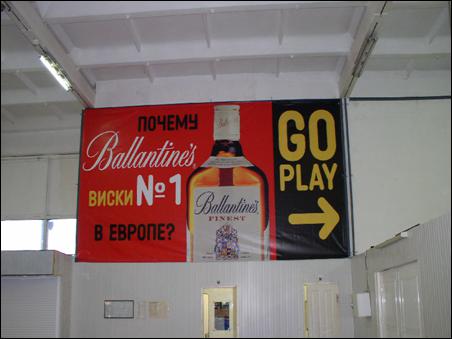 ПОЧЕМУ
Ballantine's
ВИСКИ №1
В ЕВРОПЕ?
Ballantine's
FINEST
GO
PLAY